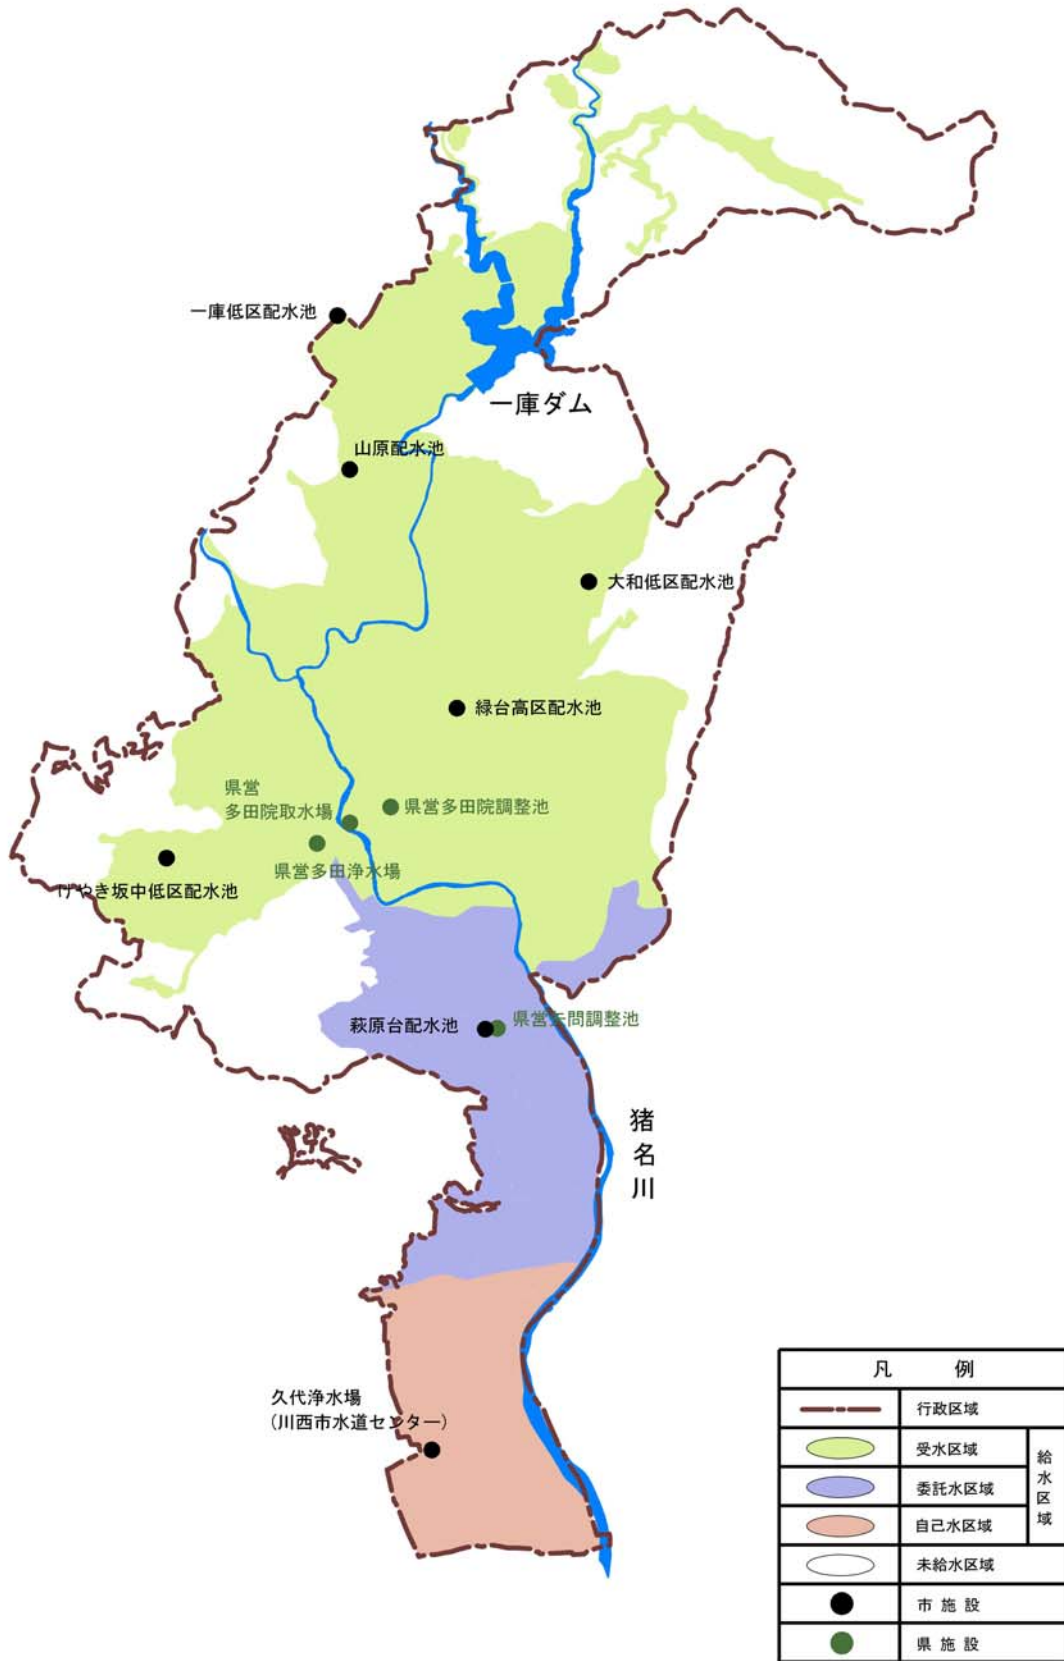 一庫低区配水池
一庫ダム
山原配水池
大和低区配水池
緑台高区配水池
県営
多田院取水場
県営多田院調整池
県営多田浄水場
けやき坂中低区配水池
萩原台配水池
県営去問調整池
猪名川
久代浄水場
(川西市水道センター)
凡 例
行政区域
受水区域
委託水区域
自己水区域
給水区域
未給水区域
市 施 設
県 施 設